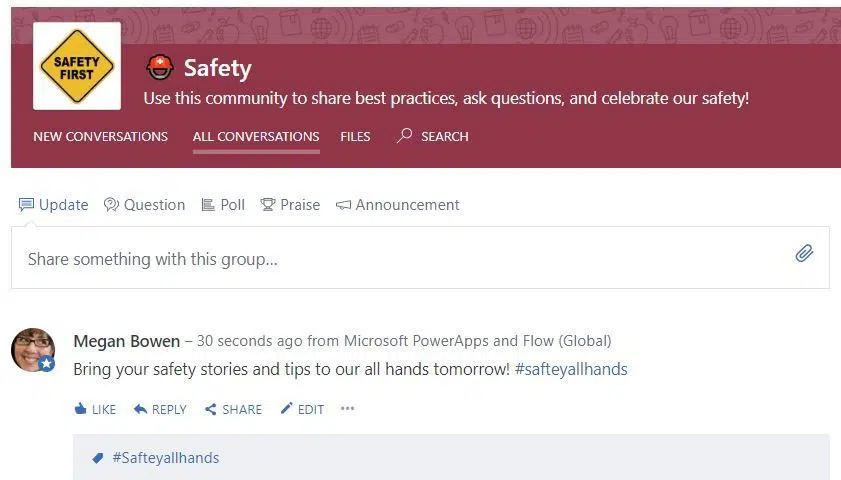 SAFETY
FIRST
Safety
Use this community to share best practices, ask questions, and celebrate our safety!
NEW CONVERSATIONS ALL CONVERSATIONS FILES SEARCH
Update Question Poll Praise Announcement
Share something with this group...
Megan Bowen – 30 seconds ago from Microsoft PowerApps and Flow (Global)
Bring your safety stories and tips to our all hands tomorrow! #safteyallhands
LIKE REPLY SHARE EDIT •••
#Safteyallhands